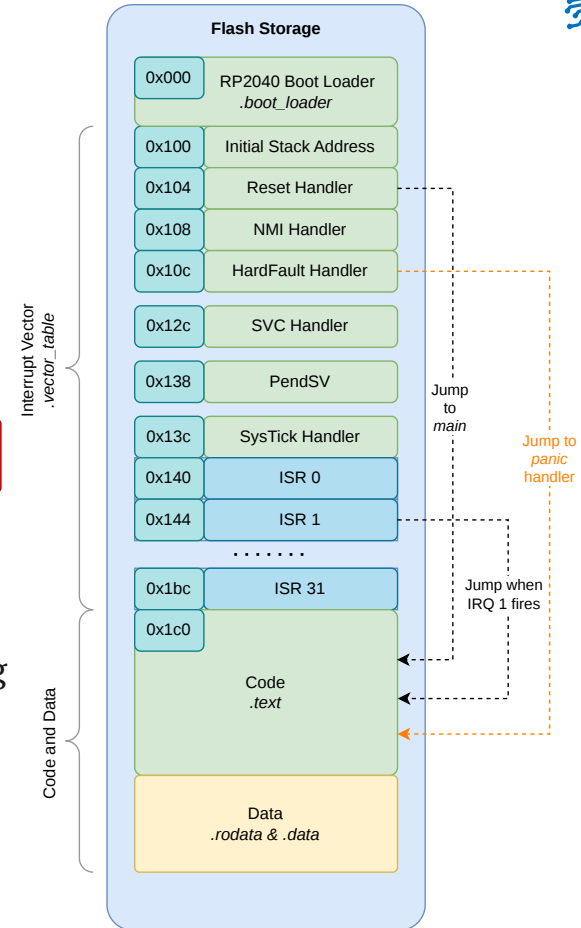 Flash Storage
0x000
RP2040 Boot Loader
.boot_loader
0x100 Initial Stack Address
0x104 Reset Handler
0x108 NMI Handler
0x10c HardFault Handler
0x12c SVC Handler
0x138 PendSV
0x13c SysTick Handler
0x140 ISR 0
0x144 ISR 1
. . . . . . .
0x1bc ISR 31
0x1c0
Code
.text
Data
.rodata & .data
Interrupt Vector
.vector_table
Code and Data
Jump
to
main
Jump to
panic
handler
Jump when
IRQ 1 fires